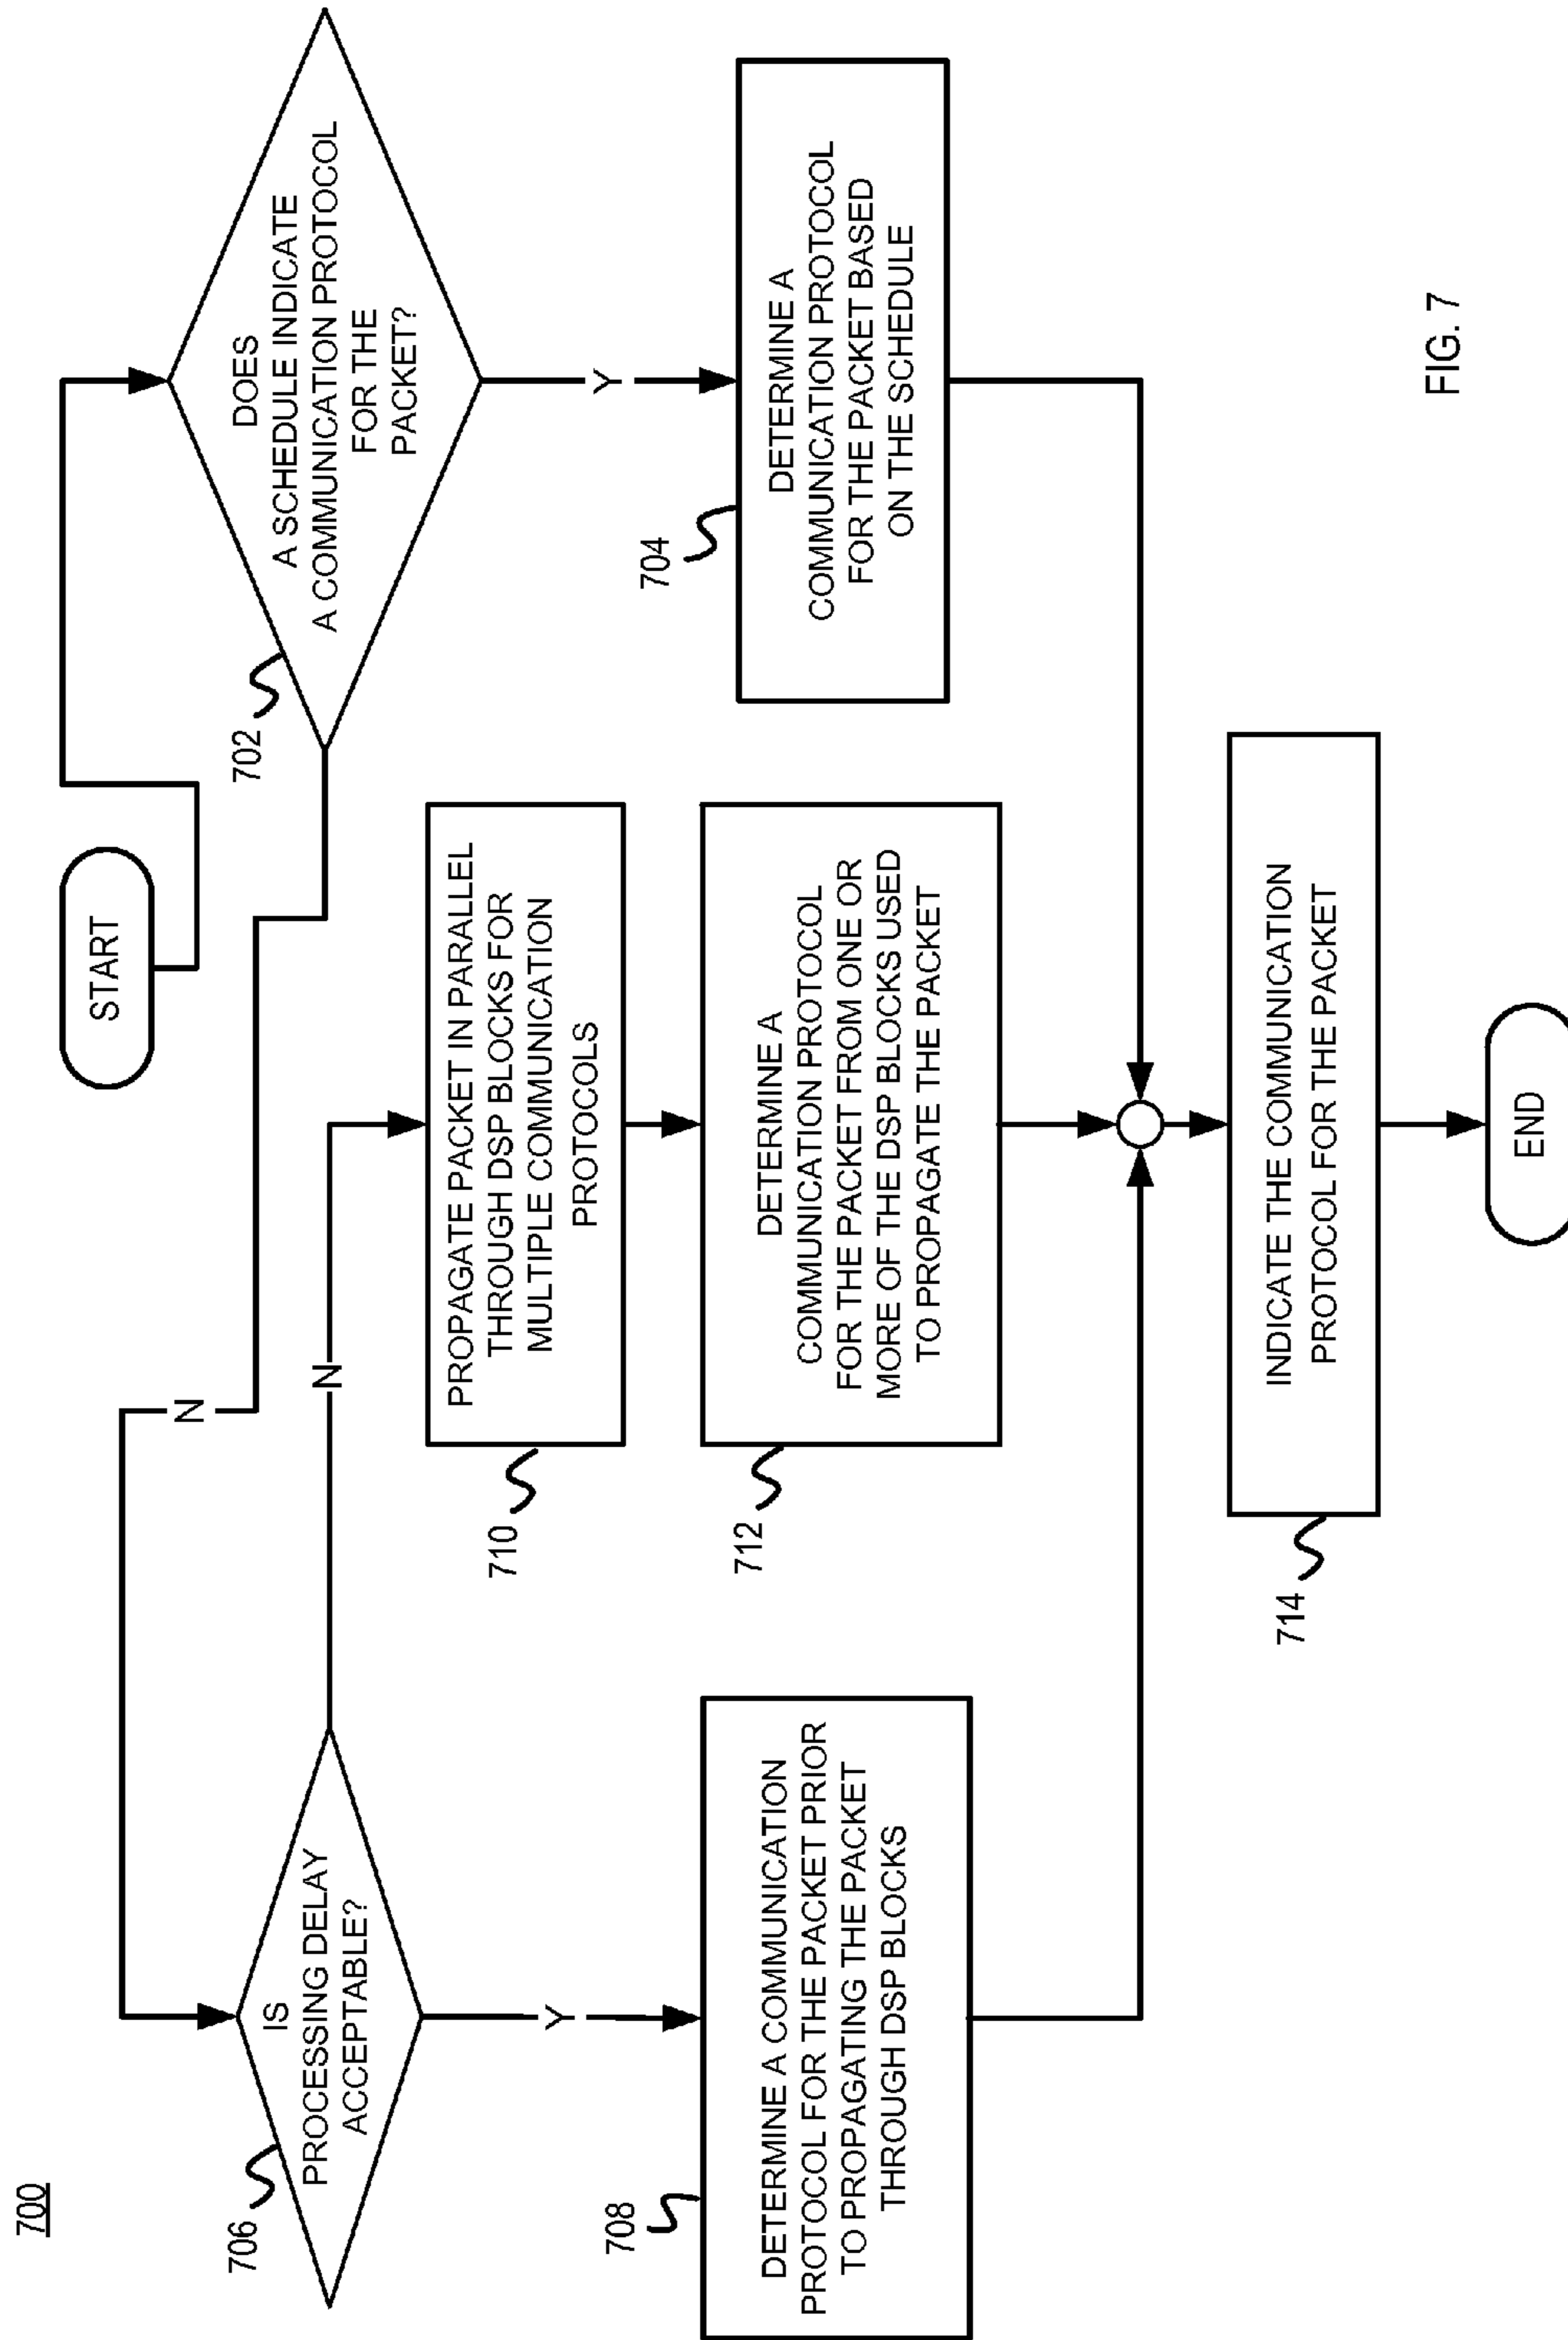 700
START
DOES
A SCHEDULE INDICATE
A COMMUNICATION PROTOCOL
FOR THE
PACKET?
702
N
Y
IS
PROCESSING DELAY
ACCEPTABLE?
706
N
Y
DETERMINE A
COMMUNICATION PROTOCOL
FOR THE PACKET BASED
ON THE SCHEDULE
704
PROPAGATE PACKET IN PARALLEL
THROUGH DSP BLOCKS FOR
MULTIPLE COMMUNICATION
PROTOCOLS
710
DETERMINE A COMMUNICATION
PROTOCOL FOR THE PACKET PRIOR
TO PROPAGATING THE PACKET
THROUGH DSP BLOCKS
708
DETERMINE A
COMMUNICATION PROTOCOL
FOR THE PACKET FROM ONE OR
MORE OF THE DSP BLOCKS USED
TO PROPAGATE THE PACKET
712
INDICATE THE COMMUNICATION
PROTOCOL FOR THE PACKET
714
END
FIG. 7